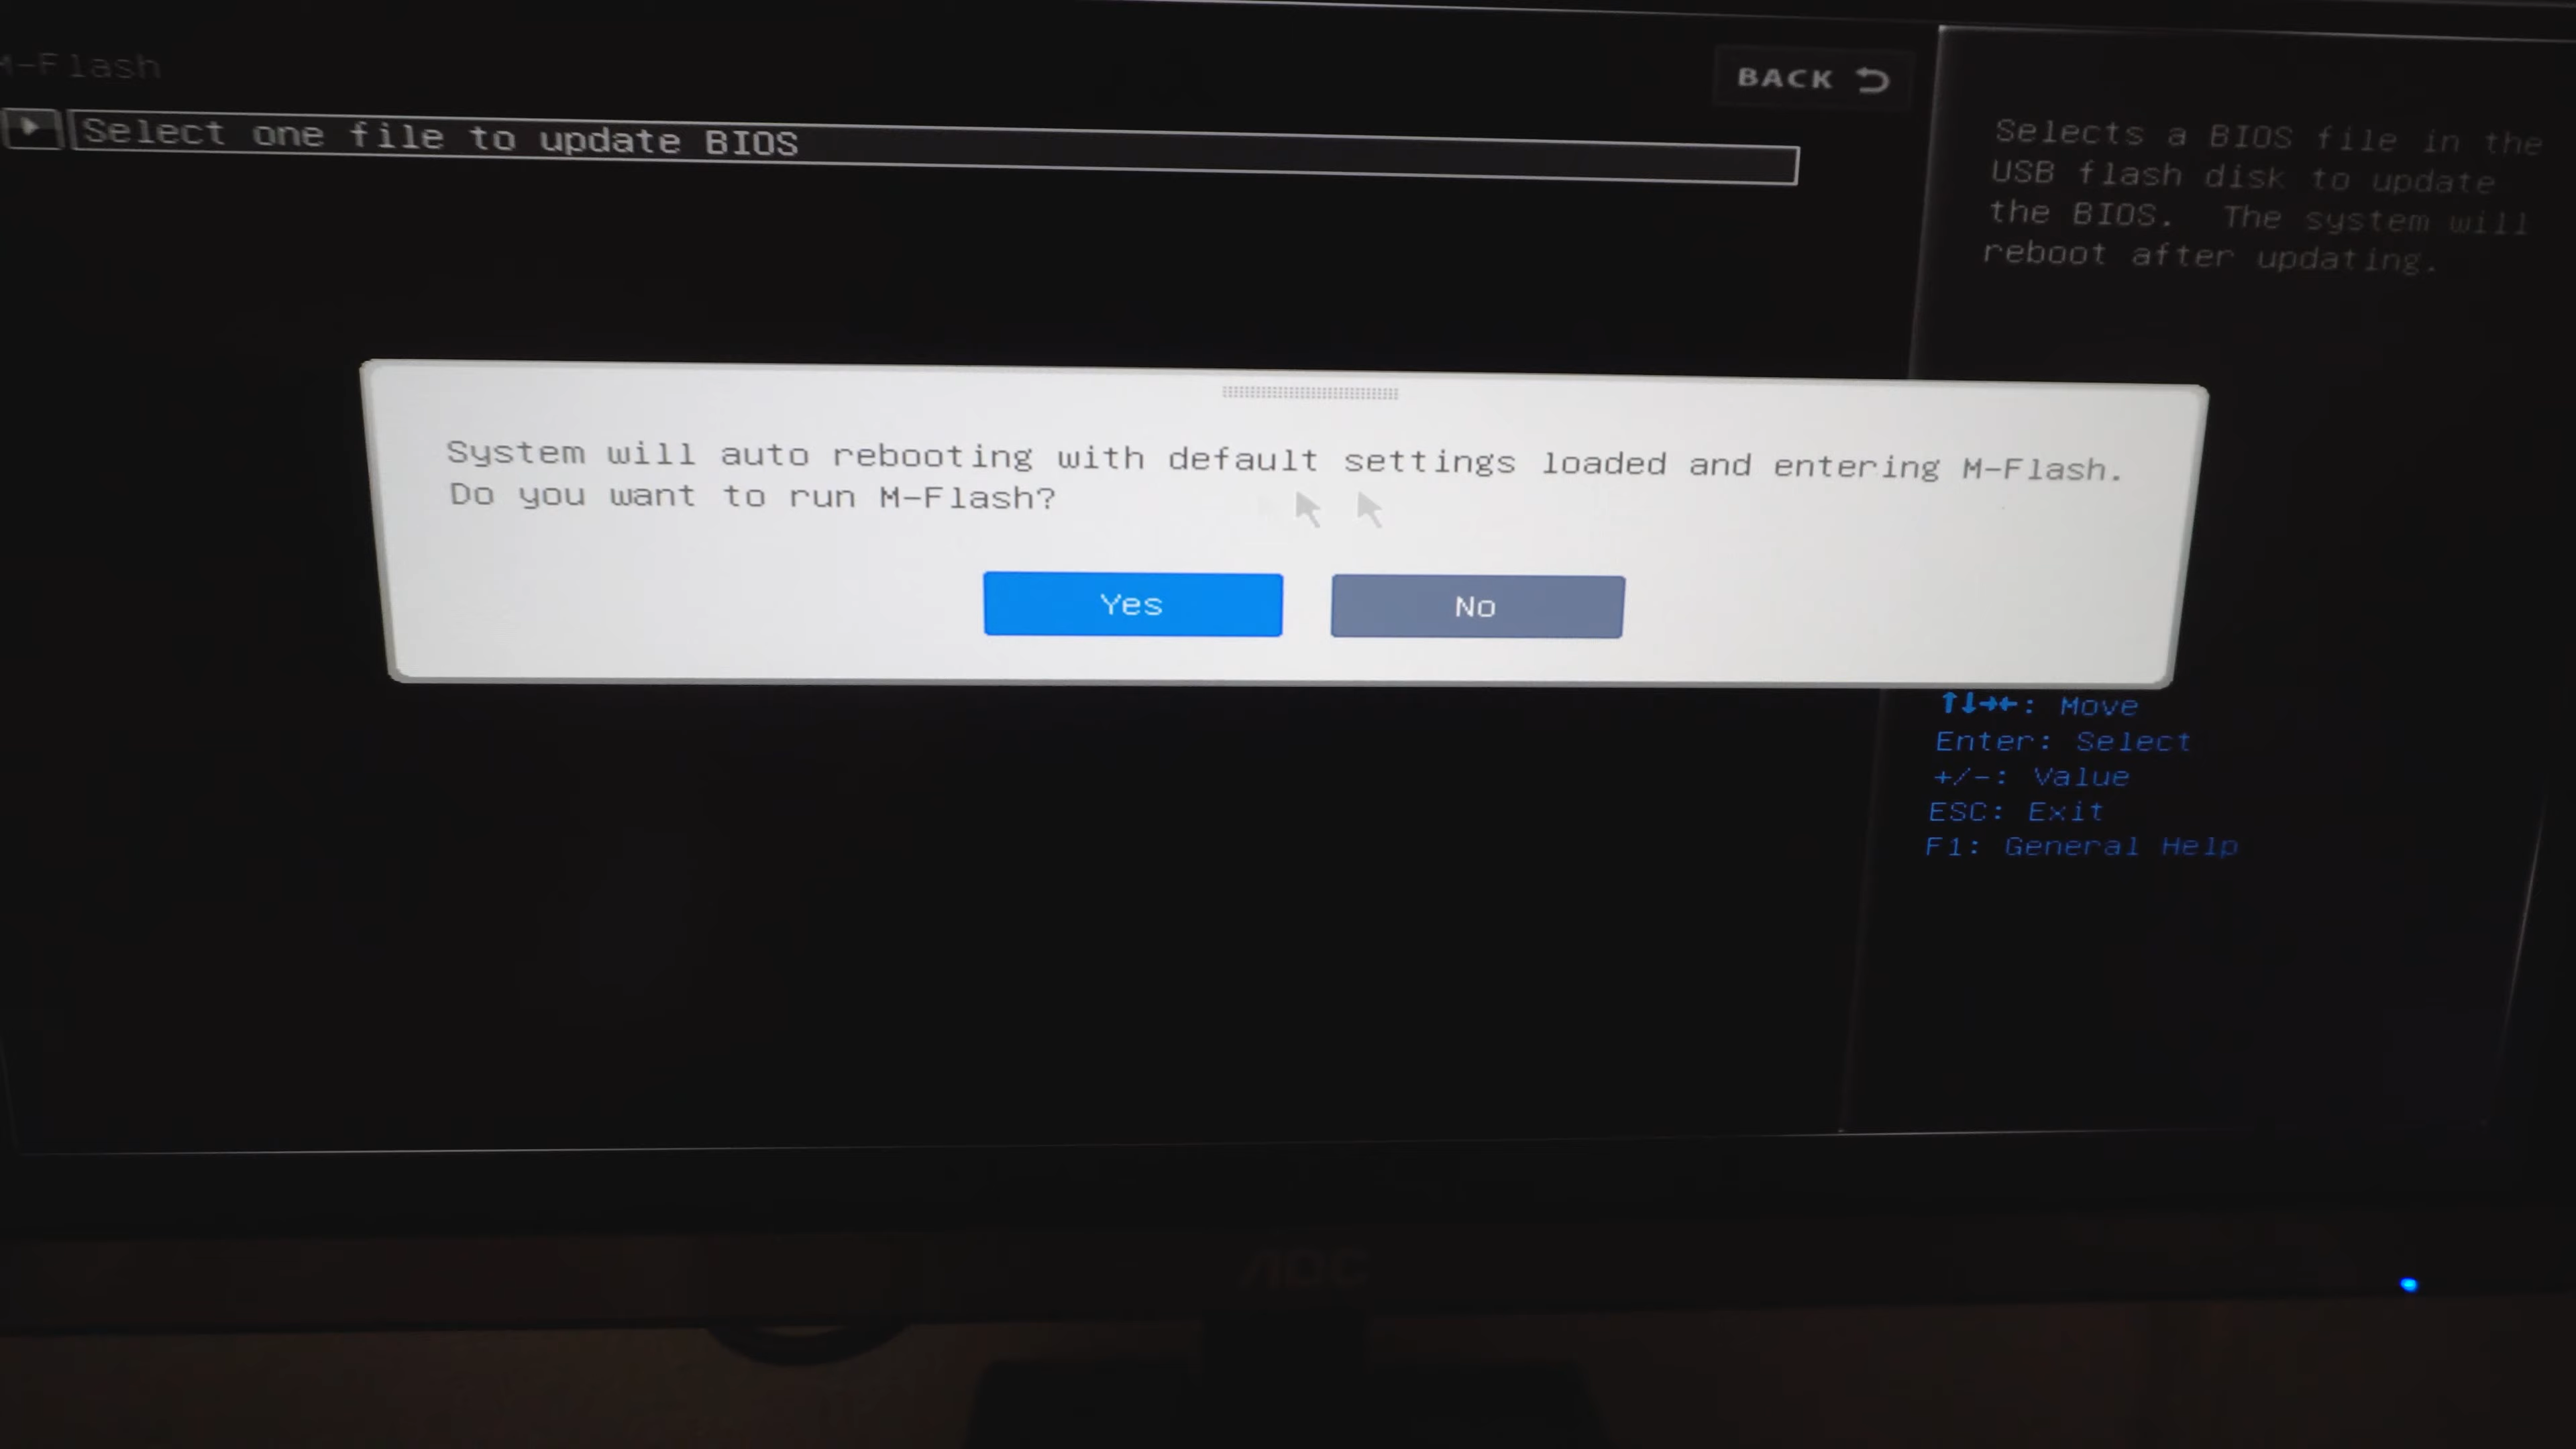 M-Flash
BACK
Select one file to update BIOS
Selects a BIOS file in the
USB flash disk to update
the BIOS. The system will
reboot after updating.
System will auto rebooting with default settings loaded and entering M-Flash.
Do you want to run M-Flash?
Yes
No
↑↓→←: Move
Enter: Select
+/-: Value
ESC: Exit
F1: General Help
AOC